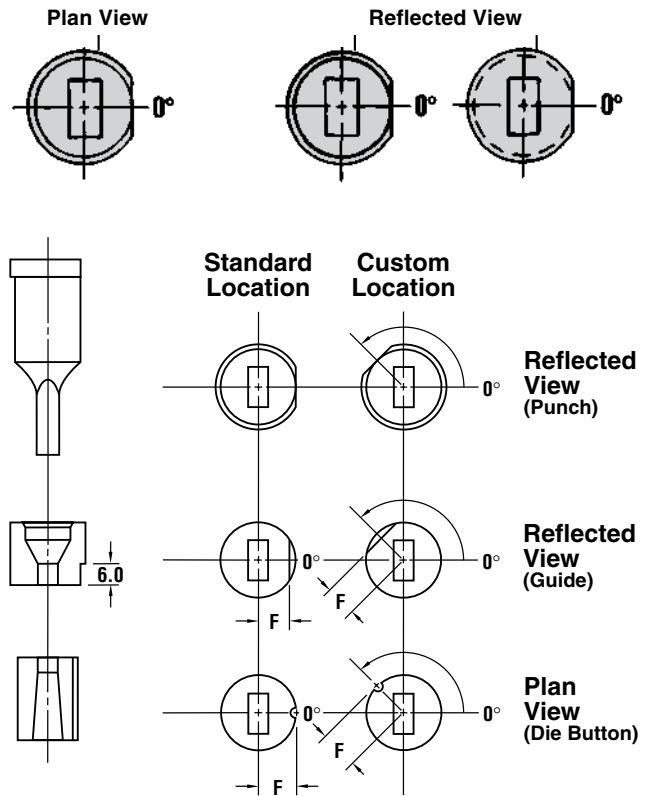 Plan View
Reflected View
0°
0°
0°
Standard
Location
Custom
Location
0°
Reflected
View
(Punch)
6.0
0°
F
F
0°
Reflected
View
(Guide)
0°
F
F
0°
Plan
View
(Die Button)